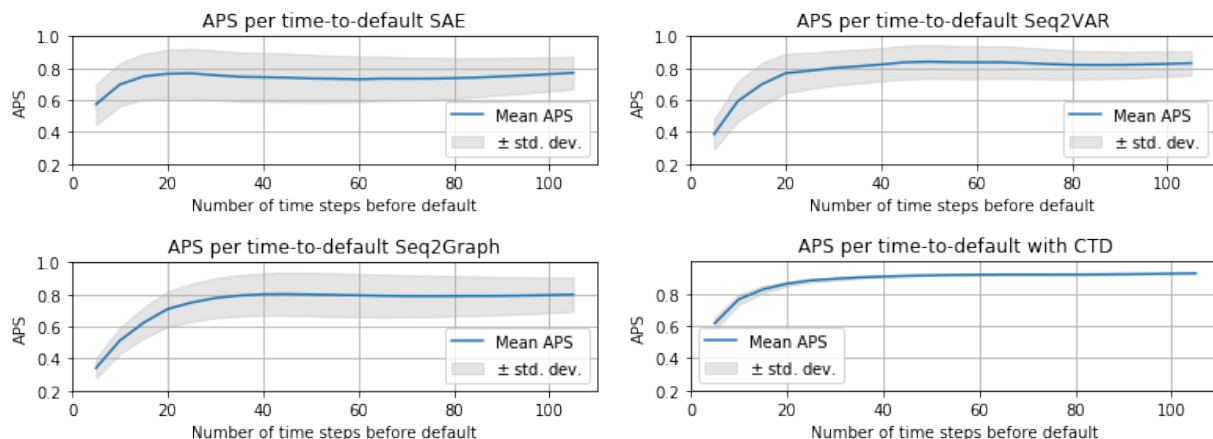 APS per time-to-default SAE
1.0
0.8
0.6
0.4
0.2
APS
Mean APS
± std. dev.
0 20 40 60 80 100
Number of time steps before default
APS per time-to-default Seq2VAR
1.0
0.8
0.6
0.4
0.2
APS
Mean APS
± std. dev.
0 20 40 60 80 100
Number of time steps before default
APS per time-to-default Seq2Graph
1.0
0.8
0.6
0.4
0.2
APS
Mean APS
± std. dev.
0 20 40 60 80 100
Number of time steps before default
APS per time-to-default with CTD
0.8
0.6
0.4
0.2
APS
Mean APS
± std. dev.
0 20 40 60 80 100
Number of time steps before default